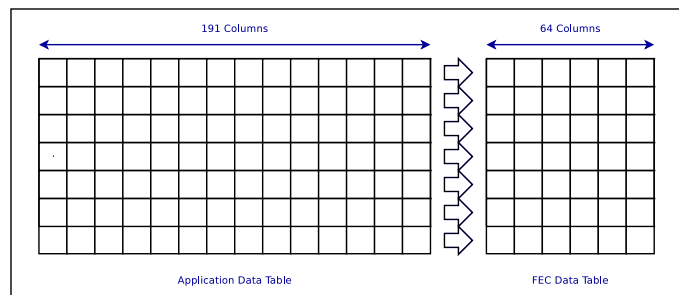 191 Columns
64 Columns
Application Data Table
FEC Data Table